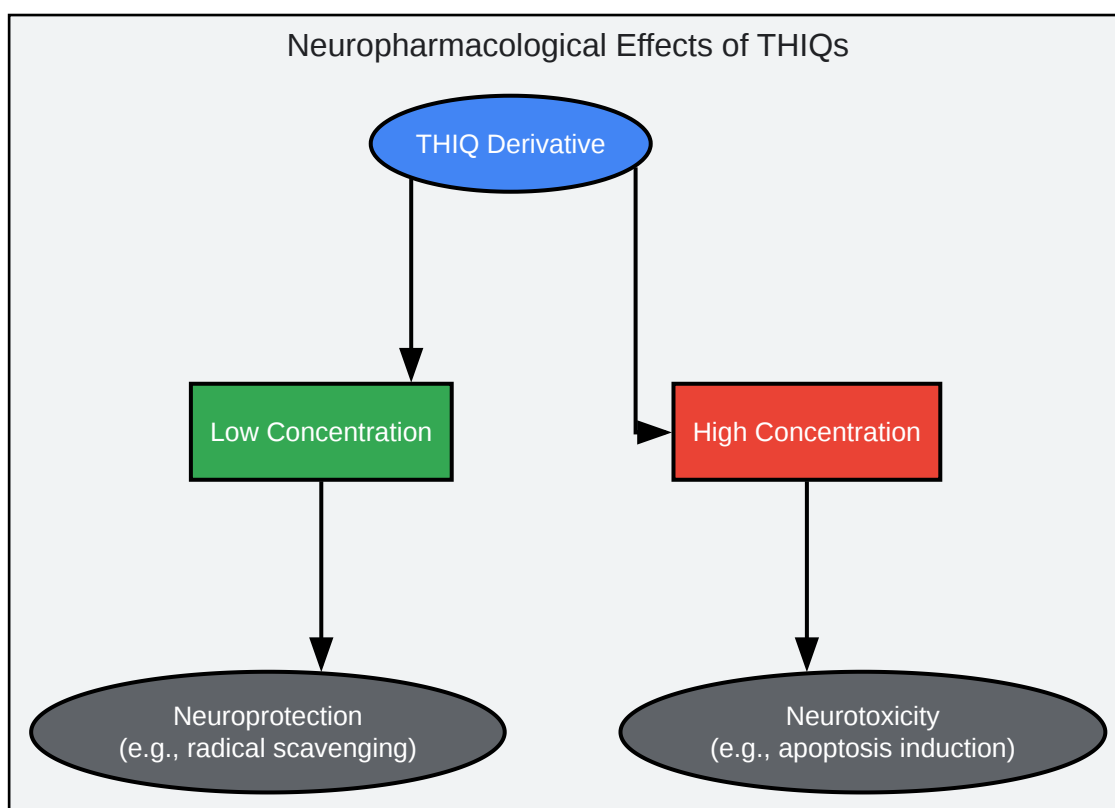 Neuropharmacological Effects of THIQs
THIQ Derivative
Low Concentration
High Concentration
Neuroprotection
(e.g., radical scavenging)
Neurotoxicity
(e.g., apoptosis induction)